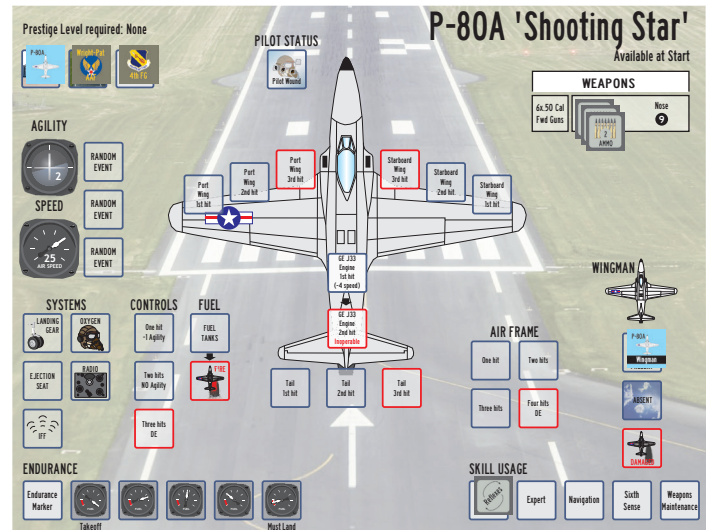 P-80A 'Shooting Star'
Available at Start
Prestige Level required: None
P-80A
Wright-Pat
AAF
4th FG
PILOT STATUS
Pilot Wound
WEAPONS
6x.50 Cal
Fwd Guns
2
AMMO
Nose
9
AGILITY
2
RANDOM
EVENT
RANDOM
EVENT
RANDOM
EVENT
SPEED
25
AIR SPEED
Port
Wing
1st hit
Port
Wing
2nd hit
Port
Wing
3rd hit
Starboard
Wing
3rd hit
Starboard
Wing
2nd hit
Starboard
Wing
1st hit
GE J33
Engine
1st hit
(-4 speed)
GE J33
Engine
2nd hit
Inoperable
Tail
1st hit
Tail
2nd hit
Tail
3rd hit
SYSTEMS
LANDING
GEAR
OXYGEN
EJECTION
SEAT
RADIO
IFF
CONTROLS
One hit
-1 Agility
Two hits
NO Agility
Three hits
DE
FUEL
FUEL
TANKS
FIRE
WINGMAN
P-80A
Wingman
ABSENT
DAMAGED
AIR FRAME
One hit
Two hits
Three hits
Four hits
DE
ENDURANCE
Endurance
Marker
Takeoff
Must Land
SKILL USAGE
Reflexes
Expert
Navigation
Sixth
Sense
Weapons
Maintenance